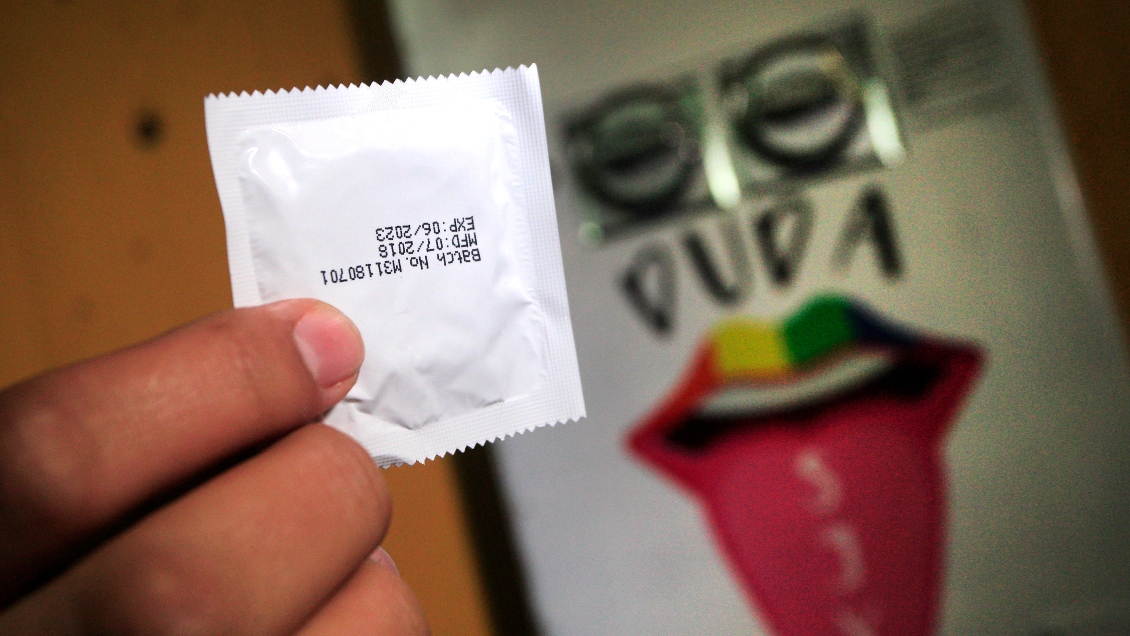 Batch No. M31180701
MFD:07/2018
EXP:06/2023
DUDA